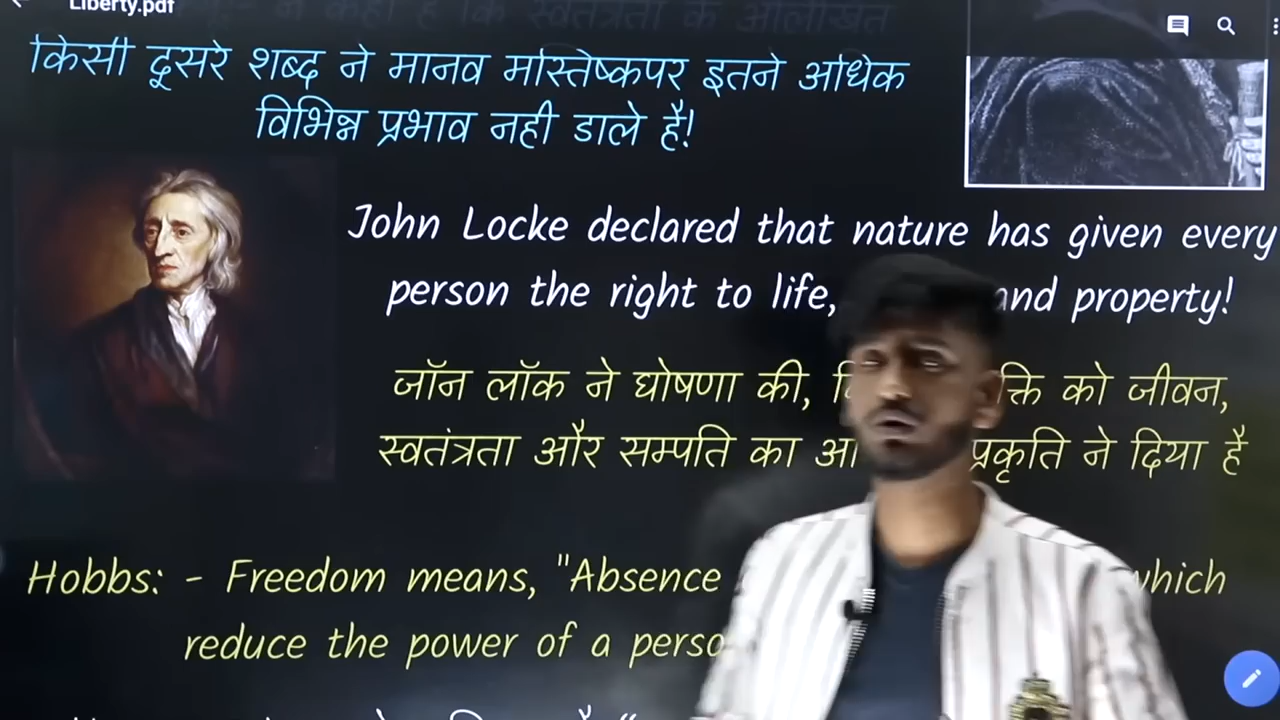 Liberty.pdf
किसी दूसरे शब्द ने मानव मस्तिष्कपर इतने अधिक
विभिन्न प्रभाव नही डाले है!
John Locke declared that nature has given every
person the right to life, and property!
जॉन लॉक ने घोषणा की, को जीवन,
स्वतंत्रता और सम्पति का प्रकृति ने दिया है
Hobbs: - Freedom means, "Absence which
reduce the power of a